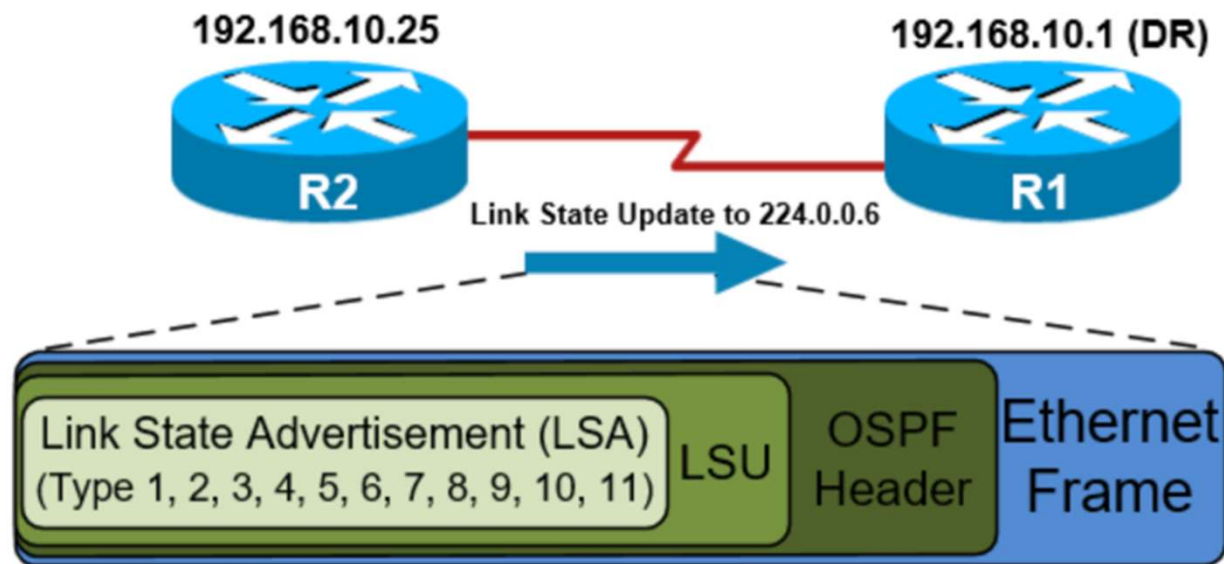 192.168.10.25
192.168.10.1 (DR)
R2
R1
Link State Update to 224.0.0.6
Link State Advertisement (LSA)
(Type 1, 2, 3, 4, 5, 6, 7, 8, 9, 10, 11)
LSU
OSPF
Header
Ethernet
Frame